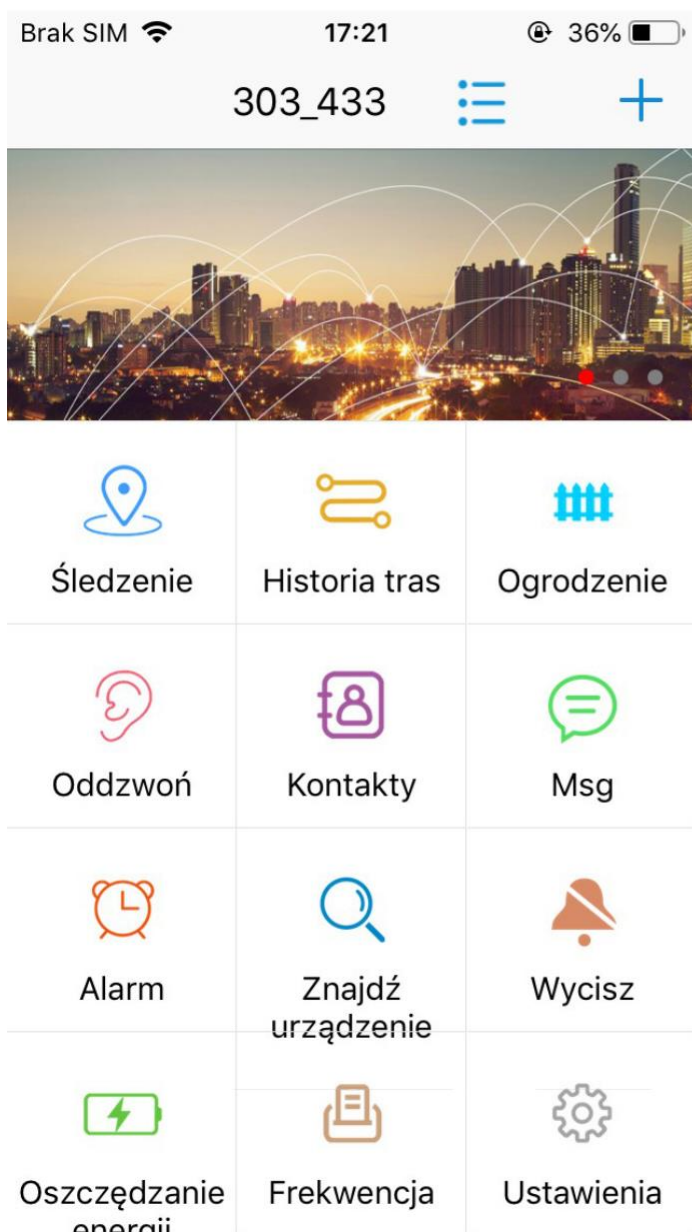 Brak SIM 17:21 36%
303_433
Śledzenie Historia tras Ogrodzenie
Oddzwoń Kontakty Msg
Alarm Znajdź Wycisz
urządzenie
Oszczędzanie Frekwencja Ustawienia
energii